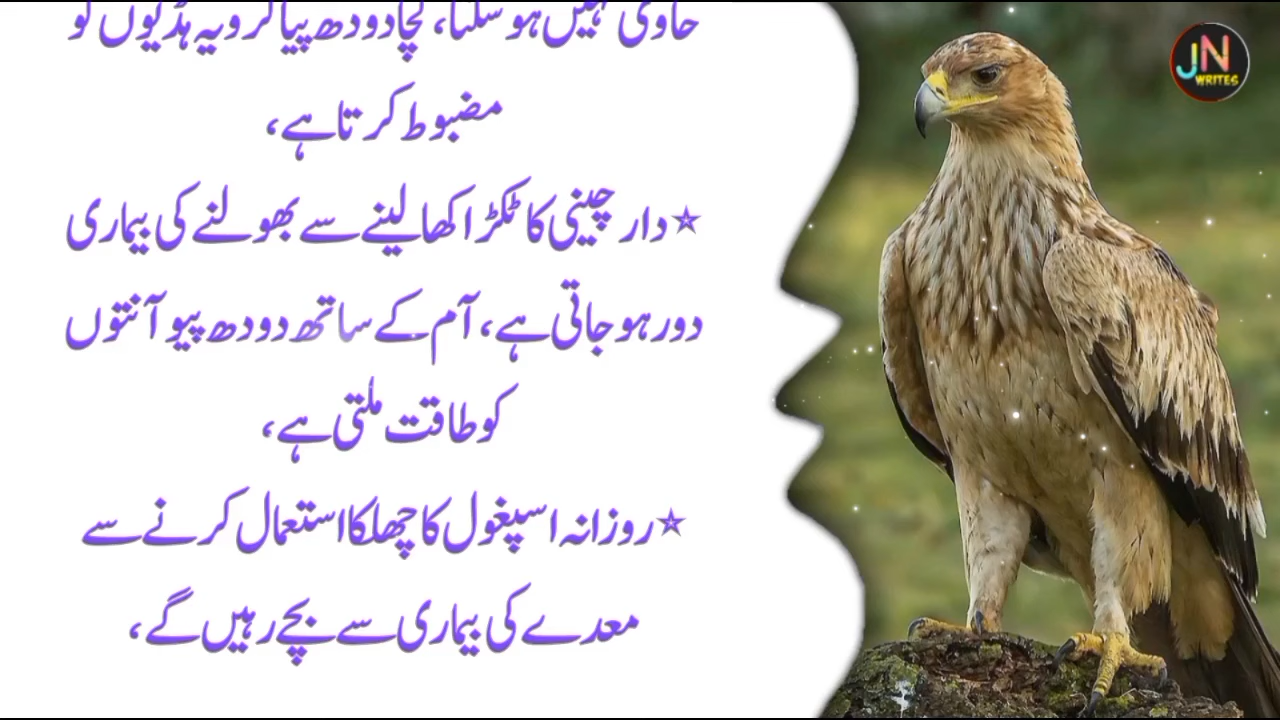 حاوی نہیں ہو سکتا، کچا دودھ پیا کرو یہ ہڈیوں کو
مضبوط کرتا ہے،
☆دار چینی کا ٹکڑا کھا لینے سے بھولنے کی بیماری
دور ہو جاتی ہے، آم کے ساتھ دودھ پیو آنتوں
کو طاقت ملتی ہے،
☆روزانہ اسپغول کا چھلکا استعمال کرنے سے
معدے کی بیماری سے بچے رہیں گے،
JN
WRITES